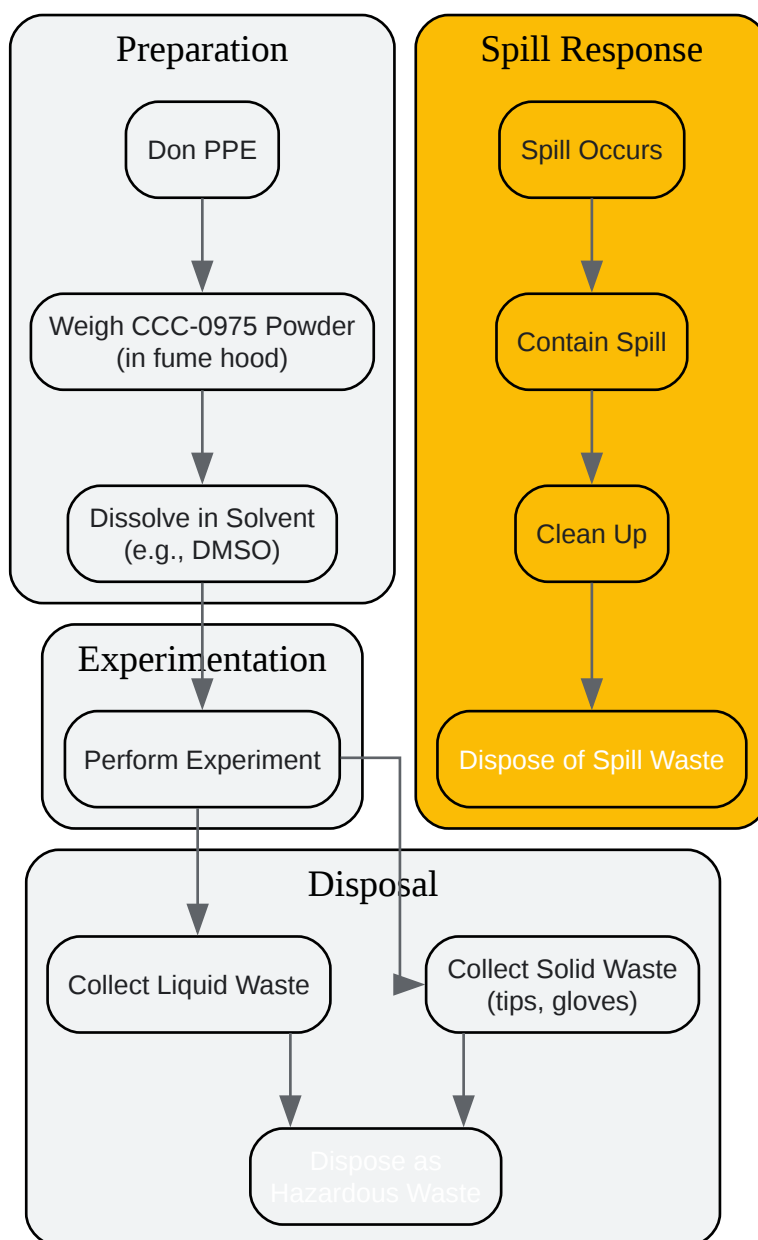 Preparation
Don PPE
Weigh CCC-0975 Powder
(in fume hood)
Dissolve in Solvent
(e.g., DMSO)
Experimentation
Perform Experiment
Spill Response
Spill Occurs
Contain Spill
Clean Up
Dispose of Spill Waste
Disposal
Collect Liquid Waste
Collect Solid Waste
(tips, gloves)
Dispose as
Hazardous Waste